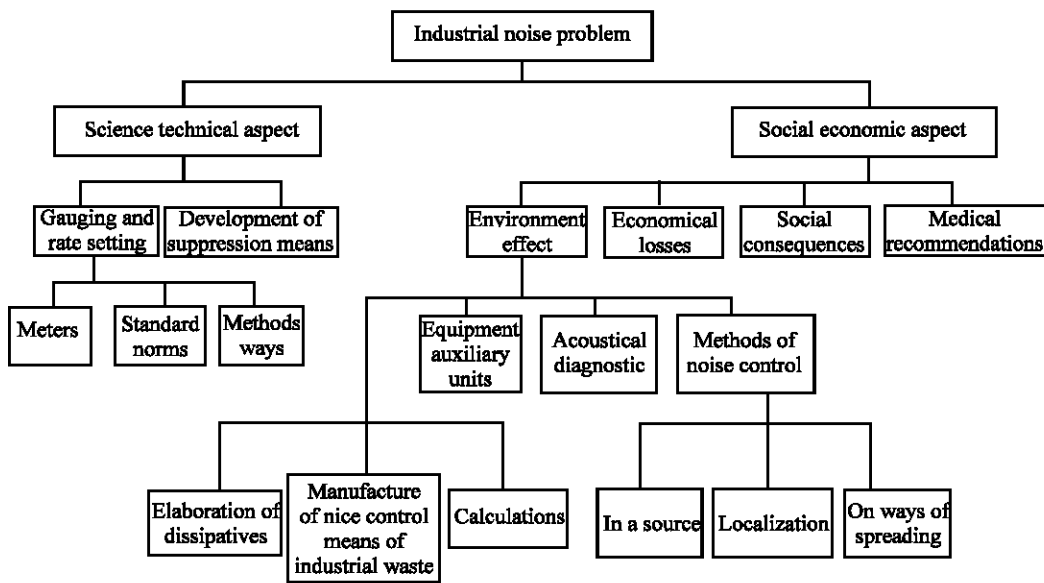 Industrial noise problem
Science technical aspect
Social economic aspect
Gauging and
rate setting
Development of
suppression means
Environment
effect
Economical
losses
Social
consequences
Medical
recommendations
Meters
Standard
norms
Methods
ways
Equipment
auxiliary
units
Acoustical
diagnostic
Methods of
noise control
Elaboration of
dissipatives
Manufacture
of nice control
means of
industrial waste
Calculations
In a source
Localization
On ways of
spreading